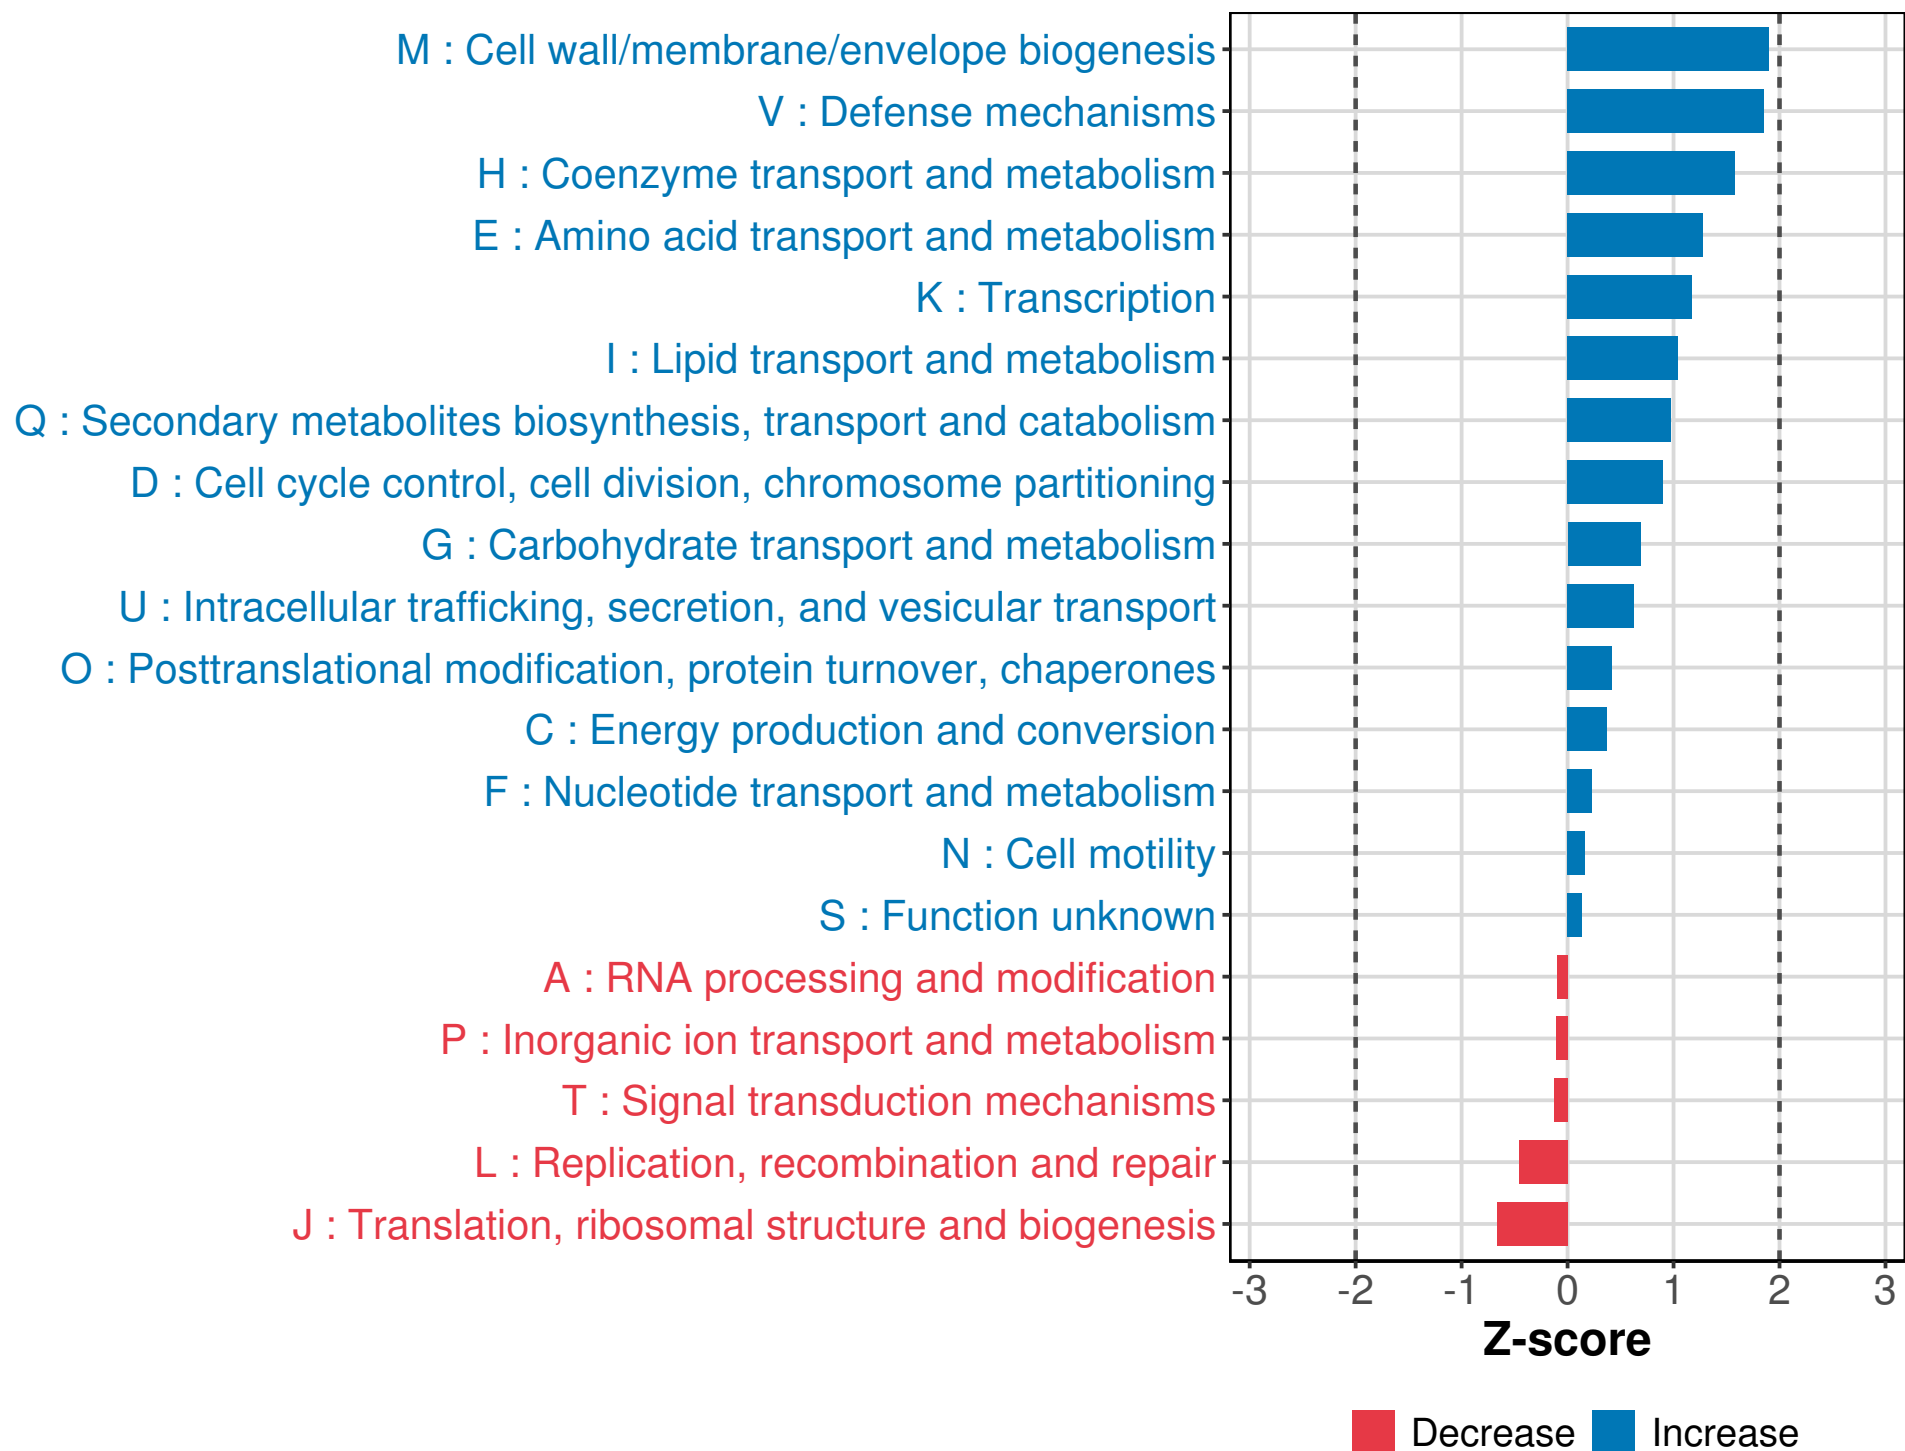 M : Cell wall/membrane/envelope biogenesis
V : Defense mechanisms
H : Coenzyme transport and metabolism
E : Amino acid transport and metabolism
K : Transcription
I : Lipid transport and metabolism
Q : Secondary metabolites biosynthesis, transport and catabolism
D : Cell cycle control, cell division, chromosome partitioning
G : Carbohydrate transport and metabolism
U : Intracellular trafficking, secretion, and vesicular transport
O : Posttranslational modification, protein turnover, chaperones
C : Energy production and conversion
F : Nucleotide transport and metabolism
N : Cell motility
S : Function unknown
A : RNA processing and modification
P : Inorganic ion transport and metabolism
T : Signal transduction mechanisms
L : Replication, recombination and repair
J : Translation, ribosomal structure and biogenesis
-3 -2 -1 0 1 2 3
Z-score
Decrease Increase